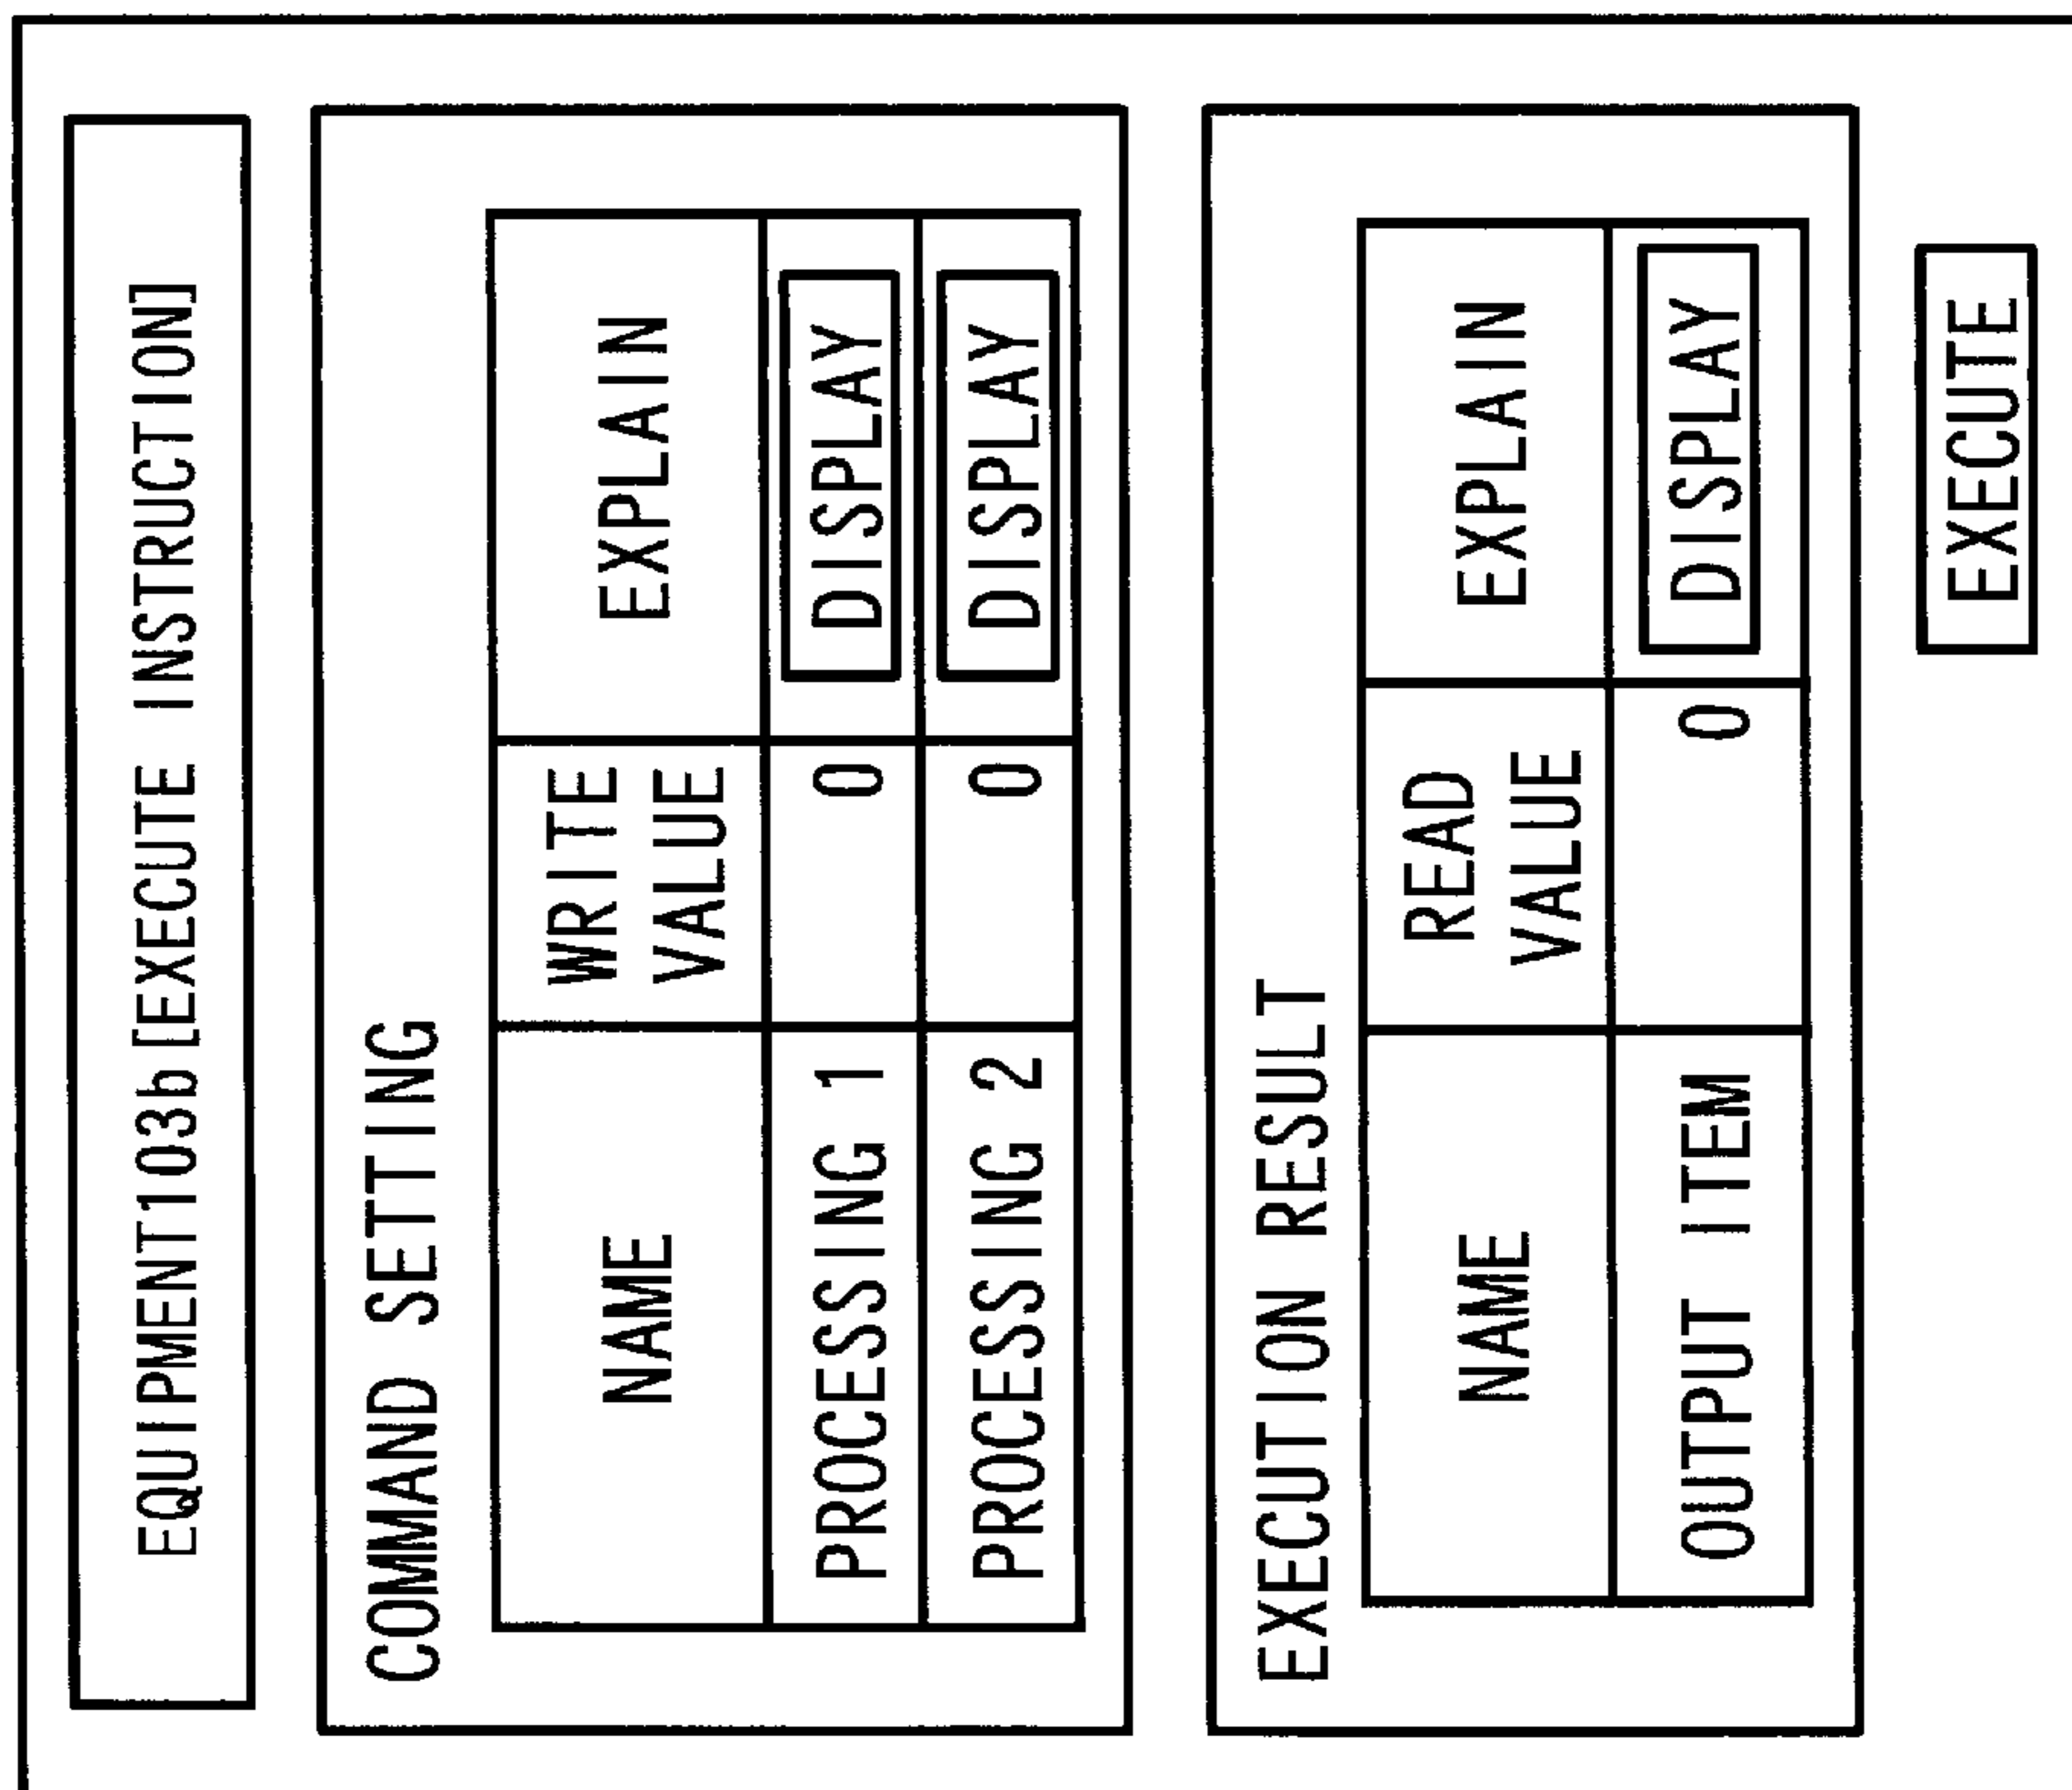 EQUIPMENT103b[EXECUTE INSTRUCTION]
COMMAND SETTING
NAME WRITE VALUE EXPLAIN
PROCESSING 1 0 DISPLAY
PROCESSING 2 0 DISPLAY
EXECUTION RESULT
NAME READ VALUE EXPLAIN
OUTPUT ITEM 0 DISPLAY
EXECUTE